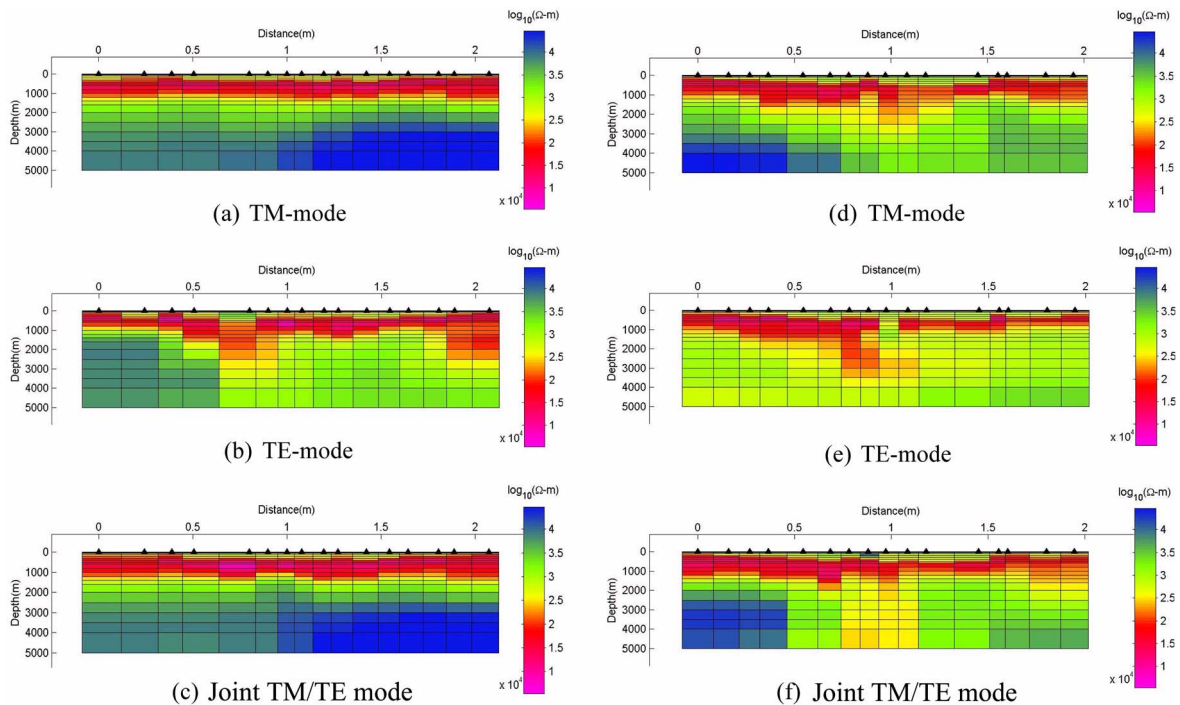 log10(Ω-m)
Distance(m)
0 0.5 1 1.5 2
x 10^4
Depth(m)
0
1000
2000
3000
4000
5000
4
3.5
3
2.5
2
1.5
1
(a) TM-mode
log10(Ω-m)
Distance(m)
0 0.5 1 1.5 2
x 10^4
Depth(m)
0
1000
2000
3000
4000
5000
4
3.5
3
2.5
2
1.5
1
(d) TM-mode
log10(Ω-m)
Distance(m)
0 0.5 1 1.5 2
x 10^4
Depth(m)
0
1000
2000
3000
4000
5000
4
3.5
3
2.5
2
1.5
1
(b) TE-mode
log10(Ω-m)
Distance(m)
0 0.5 1 1.5 2
x 10^4
Depth(m)
0
1000
2000
3000
4000
5000
4
3.5
3
2.5
2
1.5
1
(e) TE-mode
log10(Ω-m)
Distance(m)
0 0.5 1 1.5 2
x 10^4
Depth(m)
0
1000
2000
3000
4000
5000
4
3.5
3
2.5
2
1.5
1
(c) Joint TM/TE mode
log10(Ω-m)
Distance(m)
0 0.5 1 1.5 2
x 10^4
Depth(m)
0
1000
2000
3000
4000
5000
4
3.5
3
2.5
2
1.5
1
(f) Joint TM/TE mode